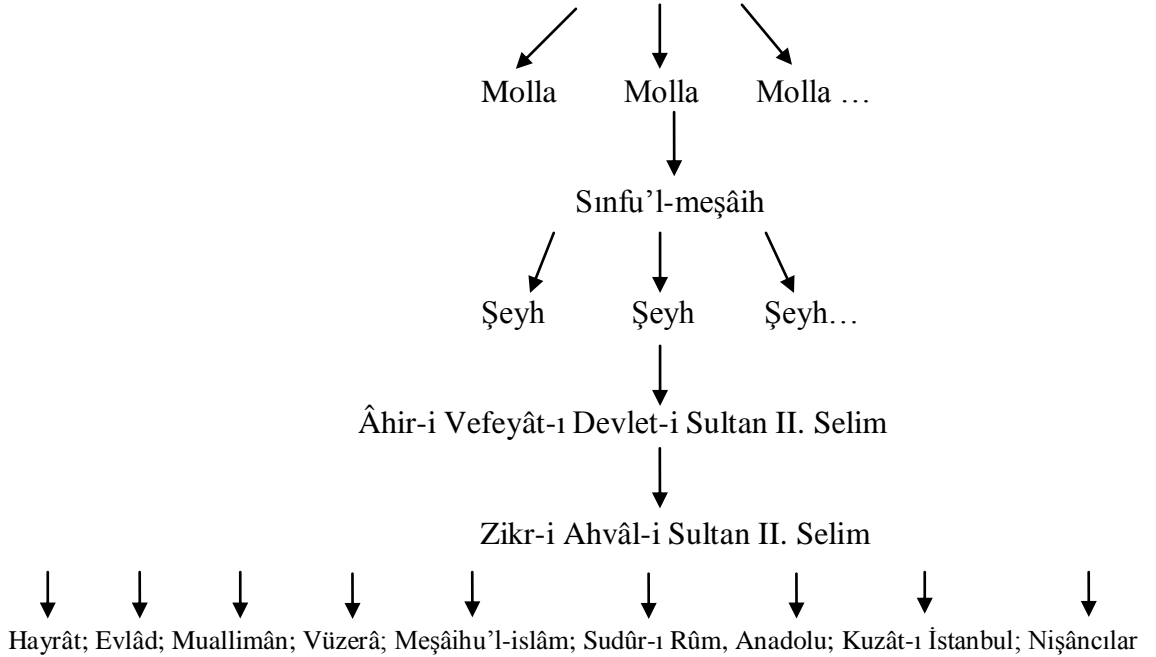 Molla Molla Molla …
Sınfu’l-meşâih
Şeyh Şeyh Şeyh…
Âhir-i Vefeyât-ı Devlet-i Sultan II. Selim
Zikr-i Ahvâl-i Sultan II. Selim
Hayrât; Evlâd; Muallimân; Vüzerâ; Meşâihu’l-islâm; Sudûr-ı Rûm, Anadolu; Kuzât-ı İstanbul; Nişâncılar